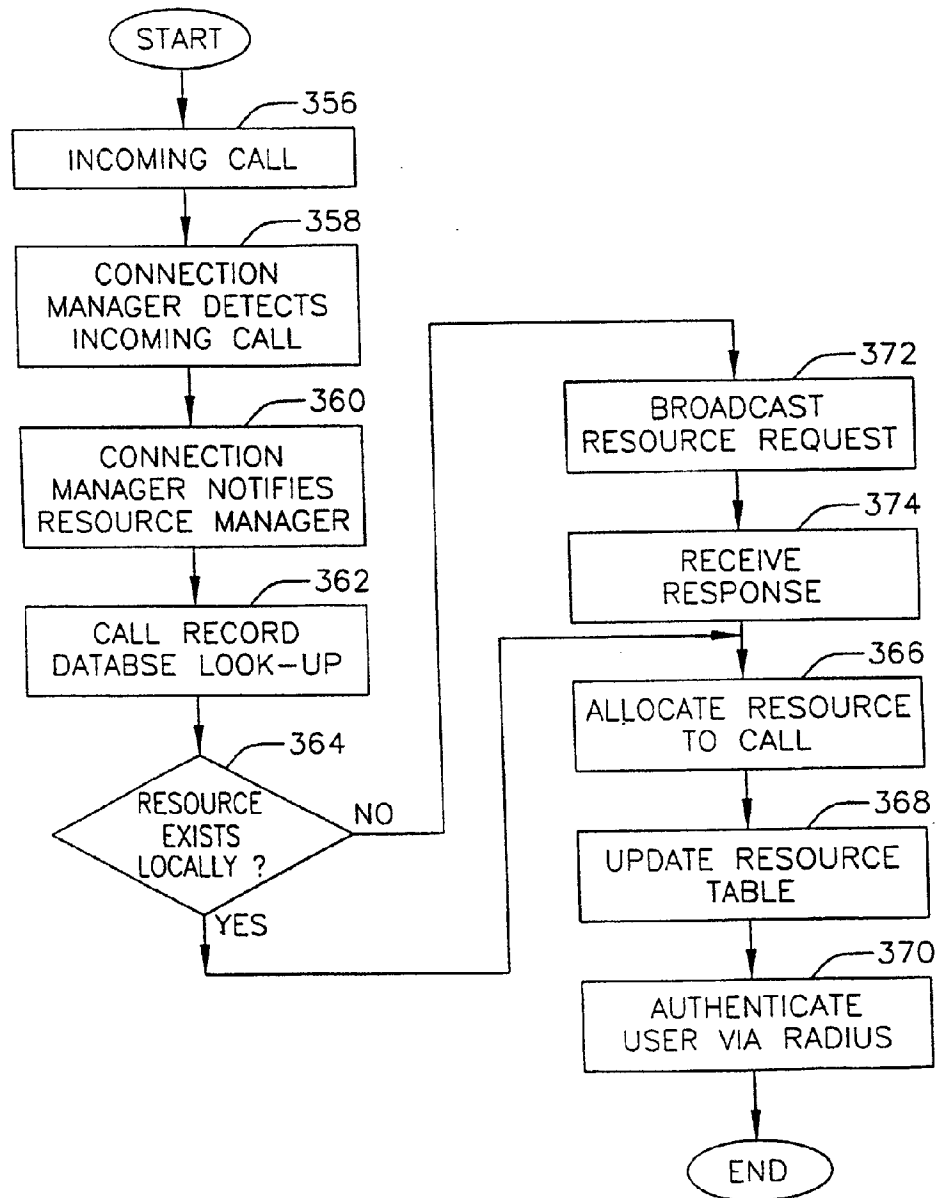 START
356
INCOMING CALL
358
CONNECTION
MANAGER DETECTS
INCOMING CALL
360
CONNECTION
MANAGER NOTIFIES
RESOURCE MANAGER
362
CALL RECORD
DATABSE LOOK-UP
364
RESOURCE
EXISTS
LOCALLY ?
NO
YES
372
BROADCAST
RESOURCE REQUEST
374
RECEIVE
RESPONSE
366
ALLOCATE RESOURCE
TO CALL
368
UPDATE RESOURCE
TABLE
370
AUTHENTICATE
USER VIA RADIUS
END